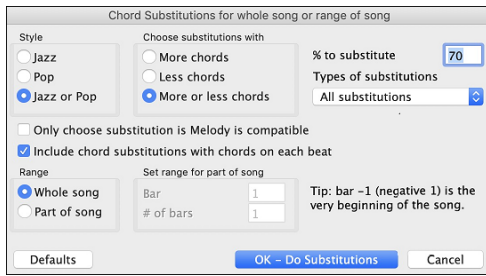 Chord Substitutions for whole song or range of song
Style
Jazz
Pop
Jazz or Pop
Choose substitutions with
More chords
Less chords
More or less chords
% to substitute 70
Types of substitutions
All substitutions
Only choose substitution is Melody is compatible
Include chord substitutions with chords on each beat
Range
Whole song
Part of song
Set range for part of song
Bar 1
# of bars 1
Tip: bar -1 (negative 1) is the
very beginning of the song.
Defaults
OK - Do Substitutions
Cancel